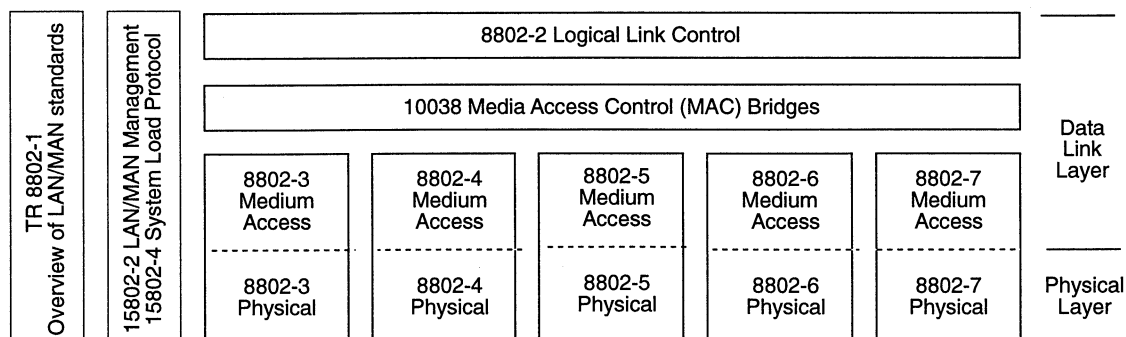 TR 8802-1
Overview of LAN/MAN standards
15802-2 LAN/MAN Management
15802-4 System Load Protocol
8802-2 Logical Link Control
10038 Media Access Control (MAC) Bridges
8802-3
Medium
Access
8802-4
Medium
Access
8802-5
Medium
Access
8802-6
Medium
Access
8802-7
Medium
Access
Data
Link
Layer
8802-3
Physical
8802-4
Physical
8802-5
Physical
8802-6
Physical
8802-7
Physical
Physical
Layer